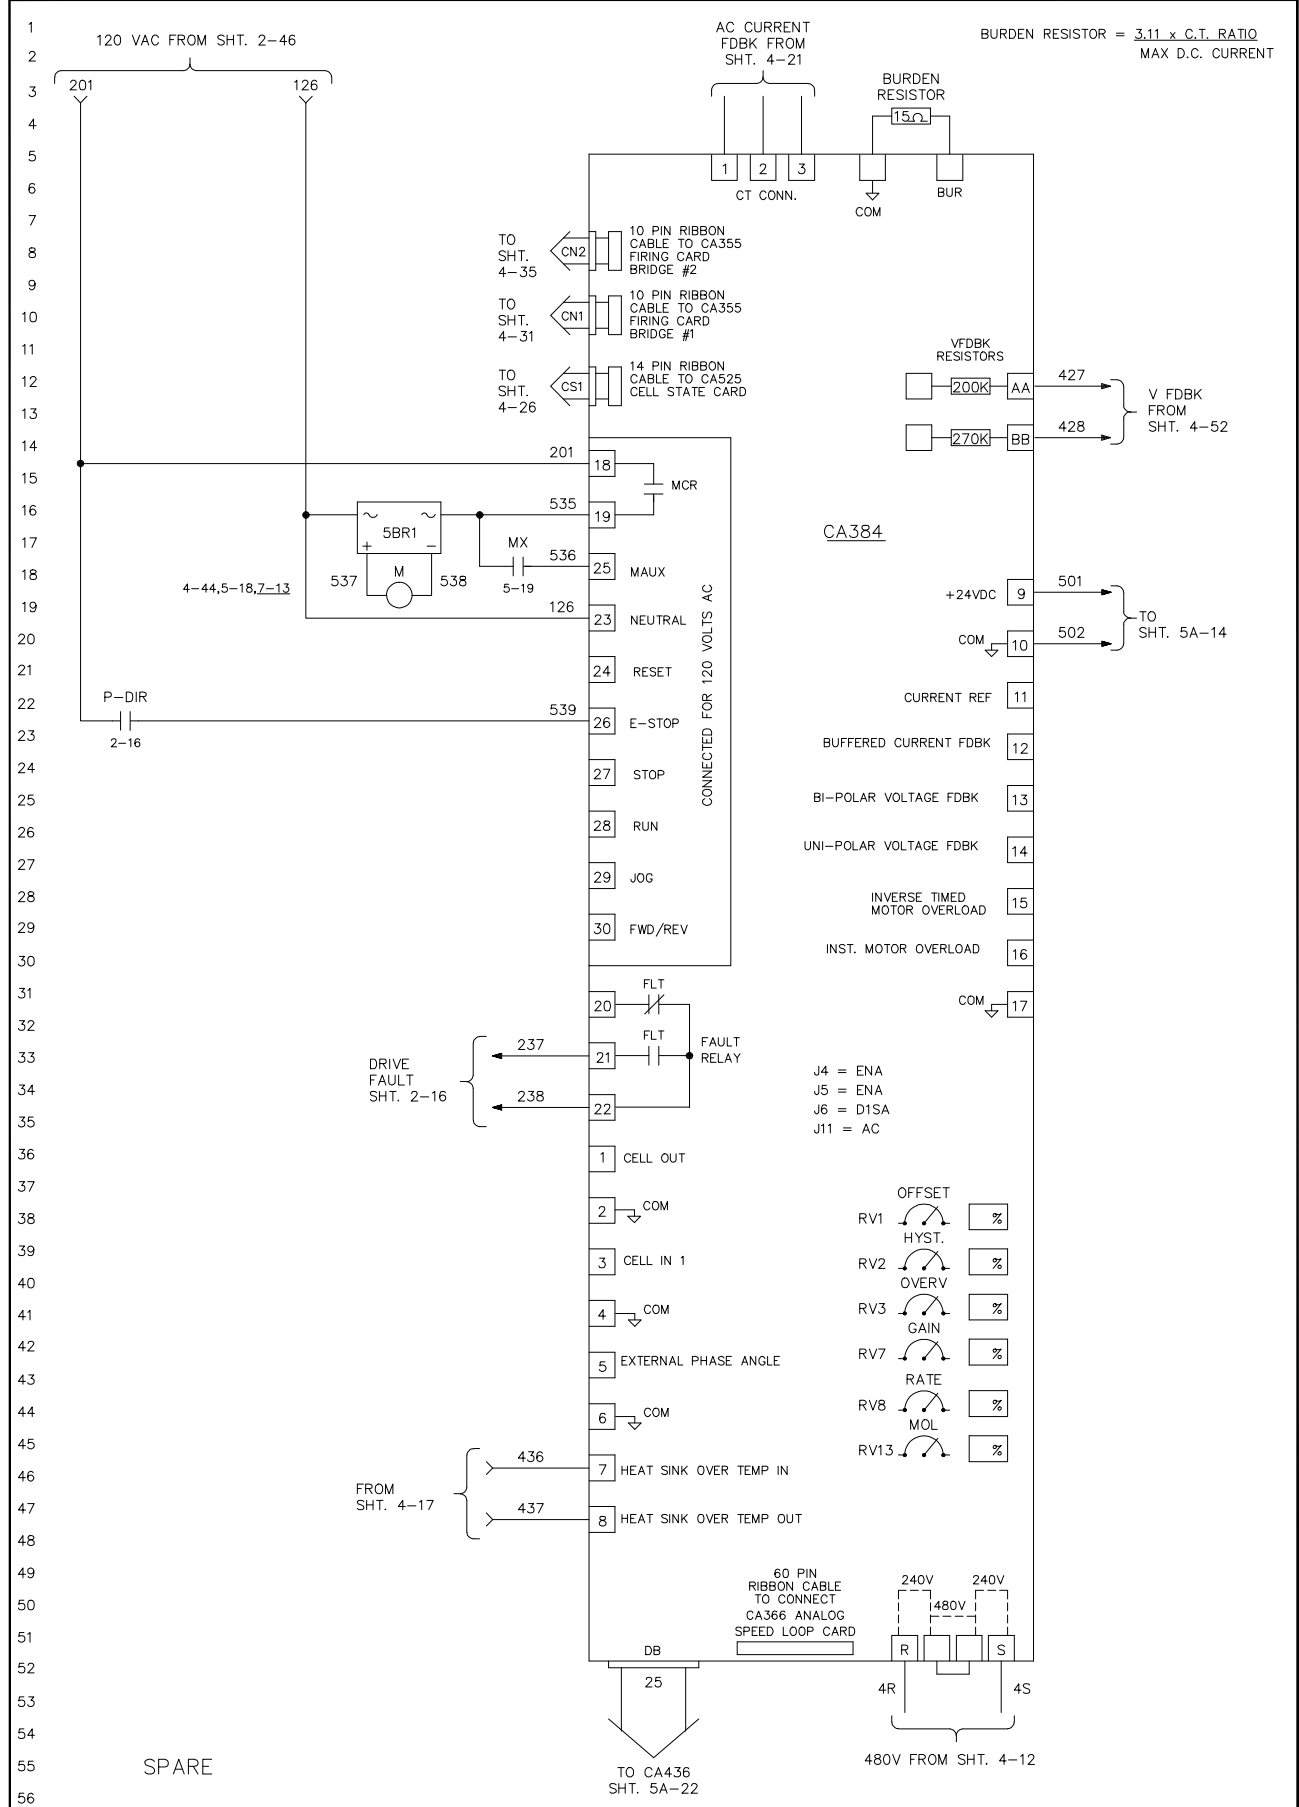 1
2
3
4
5
6
7
8
9
10
11
12
13
14
15
16
17
18
19
20
21
22
23
24
25
26
27
28
29
30
31
32
33
34
35
36
37
38
39
40
41
42
43
44
45
46
47
48
49
50
51
52
53
54
55
56
120 VAC FROM SHT. 2-46
201
126
AC CURRENT
FDBK FROM
SHT. 4-21
BURDEN RESISTOR = 3.11 x C.T. RATIO
MAX D.C. CURRENT
BURDEN
RESISTOR
15Ω
1 2 3
CT CONN.
COM
BUR
TO
SHT.
4-35
CN2
10 PIN RIBBON
CABLE TO CA355
FIRING CARD
BRIDGE #2
TO
SHT.
4-31
CN1
10 PIN RIBBON
CABLE TO CA355
FIRING CARD
BRIDGE #1
TO
SHT.
4-26
CS1
14 PIN RIBBON
CABLE TO CA525
CELL STATE CARD
VFDBK
RESISTORS
200K AA 427
270K BB 428
V FDBK
FROM
SHT. 4-52
201 18
MCR
535 19
~ ~
5BR1
+ -
537 M 538
MX
5-19
536 25 MAUX
4-44,5-18,7-13
126 23 NEUTRAL
24 RESET
P-DIR
2-16
539 26 E-STOP
27 STOP
28 RUN
29 JOG
30 FWD/REV
CONNECTED FOR 120 VOLTS AC
CA384
+24VDC 9 501
COM 10 502
TO
SHT. 5A-14
CURRENT REF 11
BUFFERED CURRENT FDBK 12
BI-POLAR VOLTAGE FDBK 13
UNI-POLAR VOLTAGE FDBK 14
INVERSE TIMED
MOTOR OVERLOAD 15
INST. MOTOR OVERLOAD 16
COM 17
20 FLT
237 21 FLT
238 22
FAULT
RELAY
DRIVE
FAULT
SHT. 2-16
J4 = ENA
J5 = ENA
J6 = D1SA
J11 = AC
1 CELL OUT
2 COM
3 CELL IN 1
4 COM
5 EXTERNAL PHASE ANGLE
6 COM
436 7 HEAT SINK OVER TEMP IN
437 8 HEAT SINK OVER TEMP OUT
FROM
SHT. 4-17
OFFSET
RV1 %
HYST.
RV2 %
OVERV
RV3 %
GAIN
RV7 %
RATE
RV8 %
MOL
RV13 %
60 PIN
RIBBON CABLE
TO CONNECT
CA366 ANALOG
SPEED LOOP CARD
240V 240V
480V
R S
4R 4S
480V FROM SHT. 4-12
DB
25
TO CA436
SHT. 5A-22
SPARE